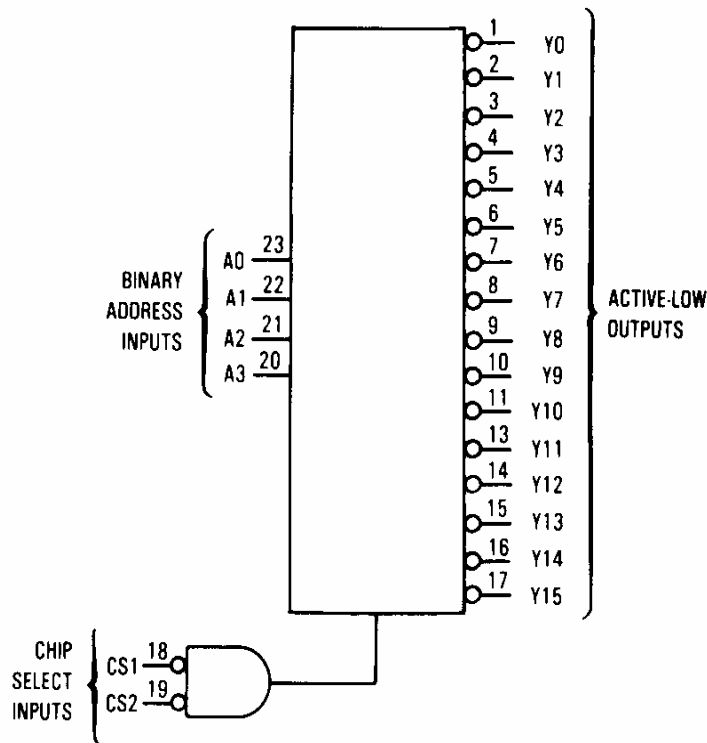 1 Y0
2 Y1
3 Y2
4 Y3
5 Y4
6 Y5
7 Y6
8 Y7
9 Y8
10 Y9
11 Y10
13 Y11
14 Y12
15 Y13
16 Y14
17 Y15
BINARY
ADDRESS
INPUTS
A0 23
A1 22
A2 21
A3 20
ACTIVE-LOW
OUTPUTS
CHIP
SELECT
INPUTS
CS1 18
CS2 19